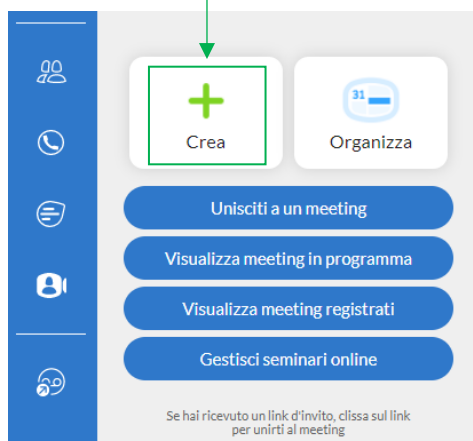 31
Crea
Organizza
Unisciti a un meeting
Visualizza meeting in programma
Visualizza meeting registrati
Gestisci seminari online
Se hai ricevuto un link d'invito, clissa sul link
per unirti al meeting